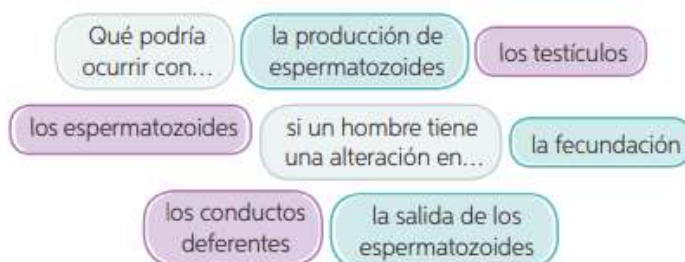 Qué podría
ocurrir con...
la producción de
espermatozoides
los testículos
los espermatozoides
si un hombre tiene
una alteración en...
la fecundación
los conductos
deferentes
la salida de los
espermatozoides